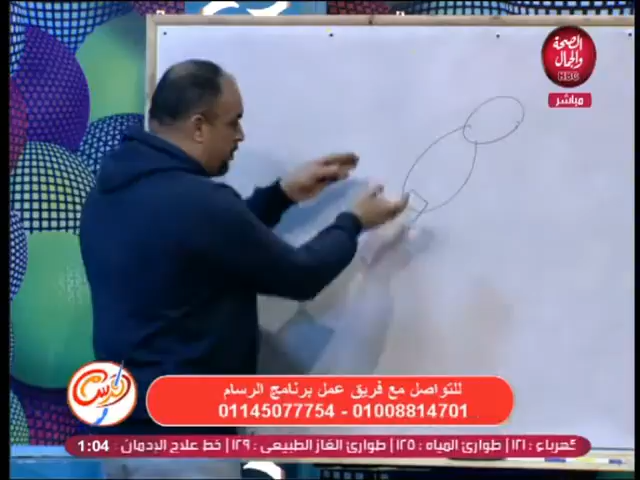 الصحة
والجمال
HBC
مباشر
للتواصل مع فريق عمل برنامج الرسام
01145077754 - 01008814701
1:04 كهرباء: ١٢١ | طوارئ المياه: ١٢٥ | طوارئ الغاز الطبيعى: ١٢٩ | خط علاج الإدمان: